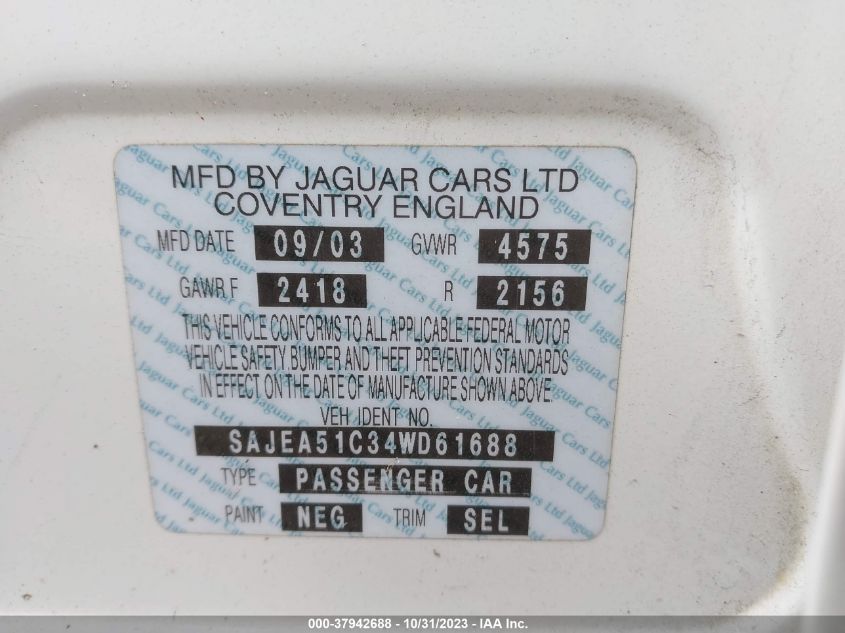 MFD BY JAGUAR CARS LTD
COVENTRY ENGLAND
MFD DATE 09/03 GVWR 4575
GAWR F 2418 R 2156
THIS VEHICLE CONFORMS TO ALL APPLICABLE FEDERAL MOTOR
VEHICLE SAFETY BUMPER AND THEFT PREVENTION STANDARDS
IN EFFECT ON THE DATE OF MANUFACTURE SHOWN ABOVE.
VEH IDENT NO.
SAJEA51C34WD61688
TYPE PASSENGER CAR
PAINT NEG TRIM SEL
000-37942688 - 10/31/2023 - IAA Inc.